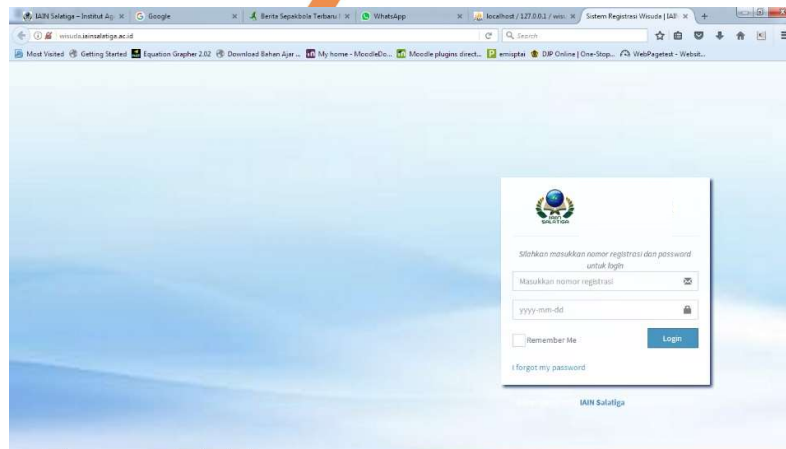 IAIN Salatiga – Institut Ag
Google
Berita Sepakbola Terbaru
WhatsApp
localhost / 127.0.0.1 / wisu
Sistem Registrasi Wisuda | IAIN
wisuda.iainsalatiga.ac.id
Search
Most Visited
Getting Started
Equation Grapher 2.02
Download Bahan Ajar ...
My home - MoodleDo...
Moodle plugins direct...
emisptai
DJP Online | One-Stop...
WebPagetest - Websit...
IAIN
SALATIGA
Silahkan masukkan nomor registrasi dan password
untuk login
Masukkan nomor registrasi
yyyy-mm-dd
Remember Me
Login
I forgot my password
IAIN Salatiga